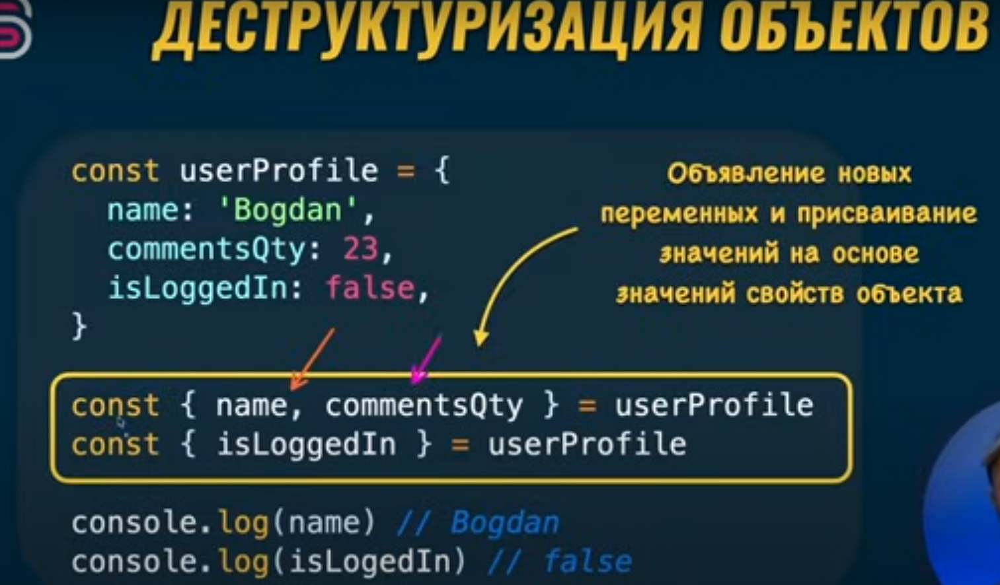 ДЕСТРУКТУРИЗАЦИЯ ОБЪЕКТОВ
const userProfile = {
name: 'Bogdan',
commentsQty: 23,
isLoggedIn: false,
}
Объявление новых
переменных и присваивание
значений на основе
значений свойств объекта
const { name, commentsQty } = userProfile
const { isLoggedIn } = userProfile
console.log(name) // Bogdan
console.log(isLogedIn) // false